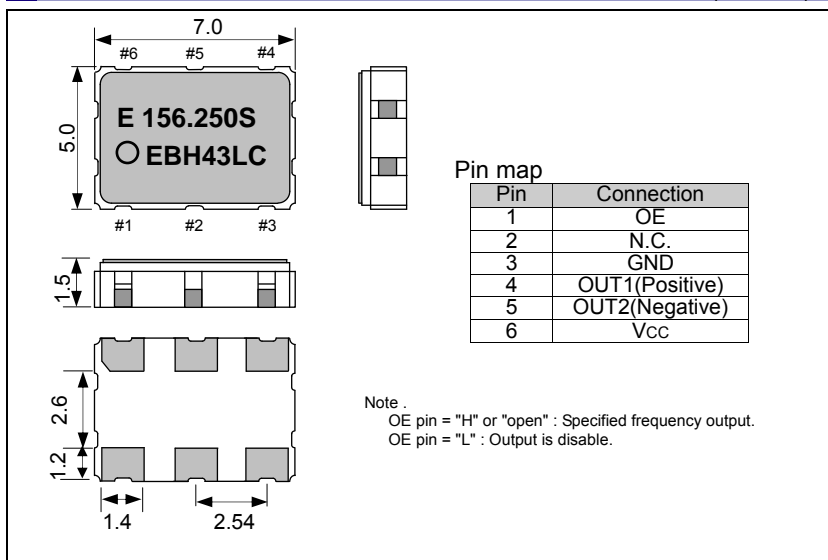 7.0
#6 #5 #4
5.0
E 156.250S
EBH43LC
#1 #2 #3
1.5
2.6
1.2
1.4
2.54
Pin map
Pin Connection
1 OE
2 N.C.
3 GND
4 OUT1(Positive)
5 OUT2(Negative)
6 VCC
Note .
OE pin = "H" or "open" : Specified frequency output.
OE pin = "L" : Output is disable.